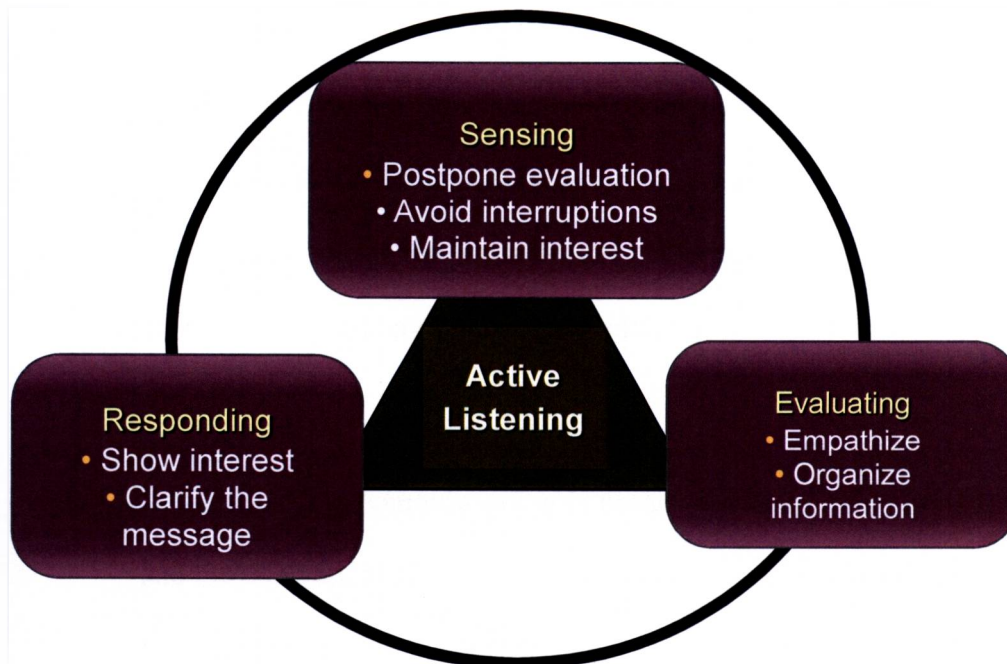 Sensing
• Postpone evaluation
• Avoid interruptions
• Maintain interest
Active
Listening
Responding
• Show interest
• Clarify the
message
Evaluating
• Empathize
• Organize
information